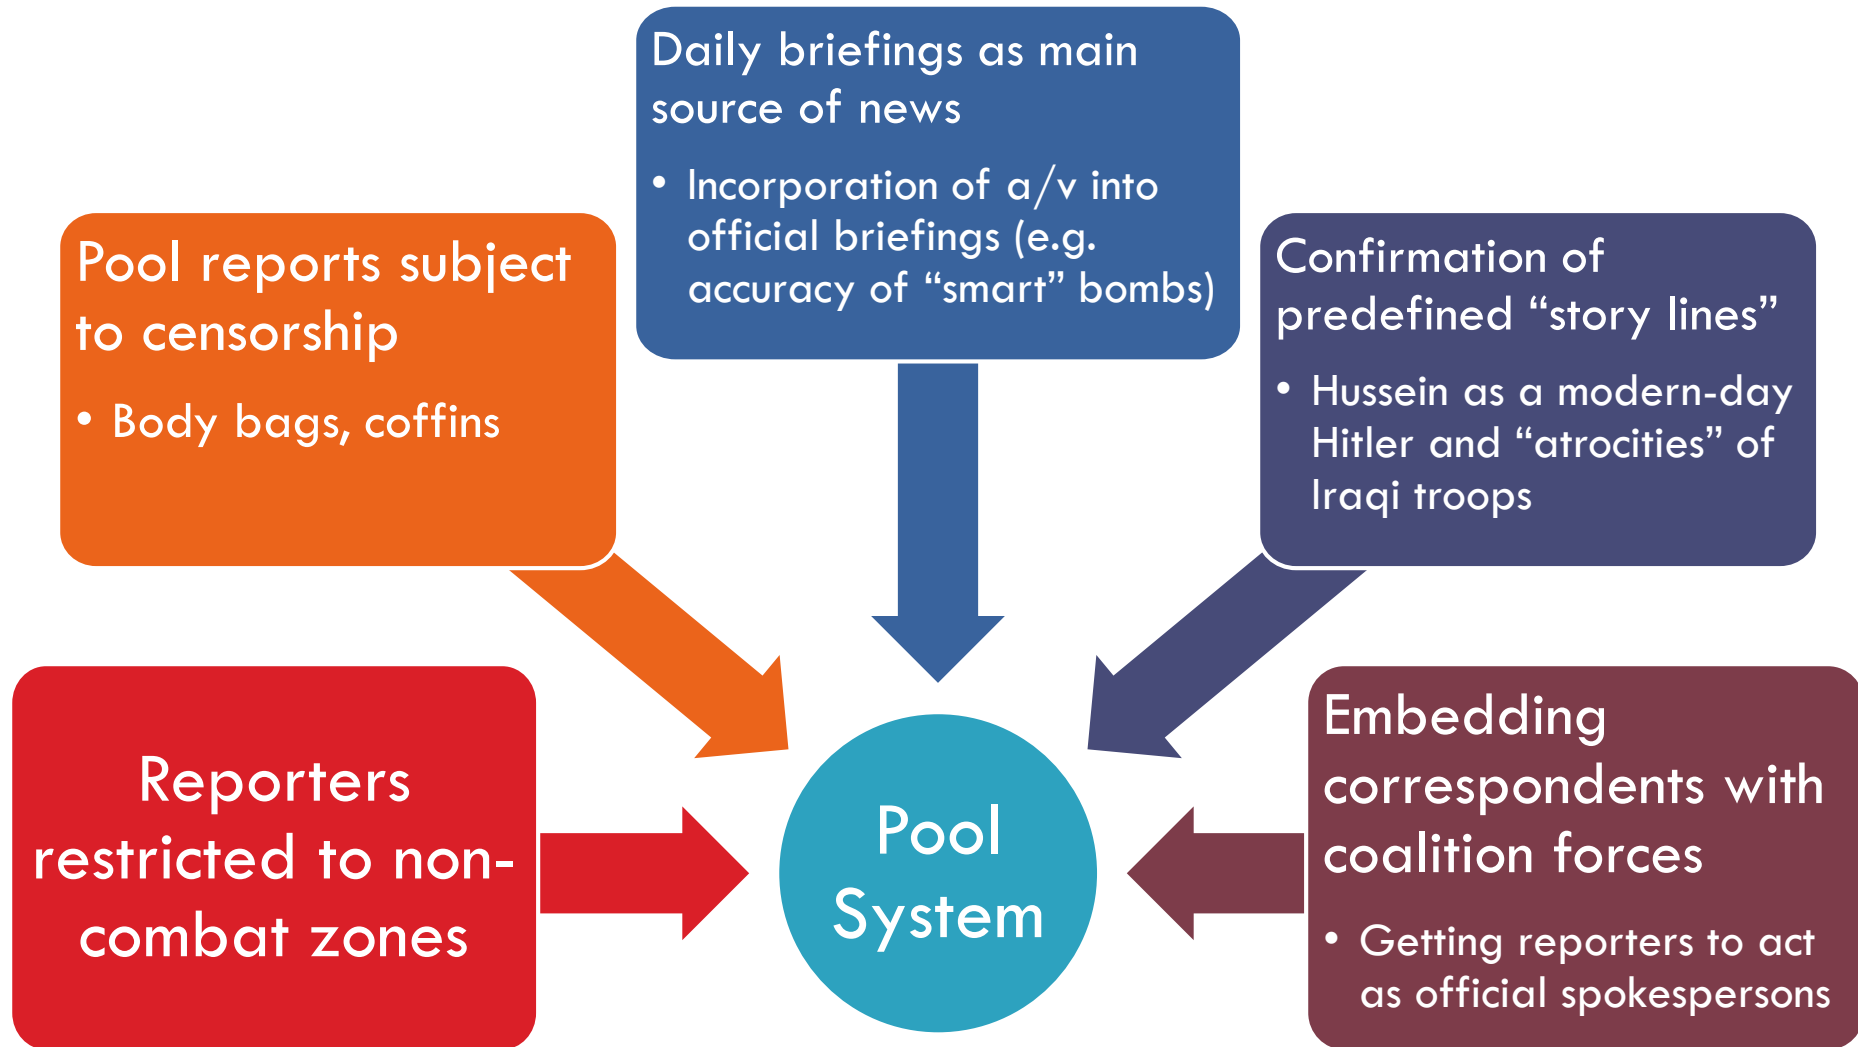 Daily briefings as main
source of news
• Incorporation of a/v into
official briefings (e.g.
accuracy of “smart” bombs)
Pool reports subject
to censorship
• Body bags, coffins
Confirmation of
predefined “story lines”
• Hussein as a modern-day
Hitler and “atrocities” of
Iraqi troops
Reporters
restricted to non-
combat zones
Pool
System
Embedding
correspondents with
coalition forces
• Getting reporters to act
as official spokespersons